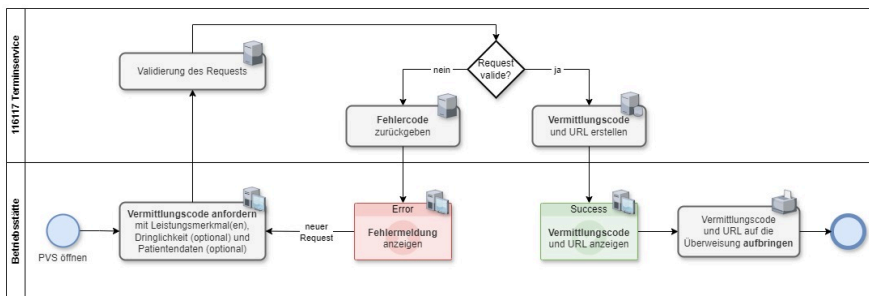 116117 Terminservice
Validierung des Requests
Request
valide?
nein
ja
Fehlercode
zurückgeben
Vermittlungscode
und URL erstellen
Betriebsstätte
PVS öffnen
Vermittlungscode anfordern
mit Leistungsmerkmal(en),
Dringlichkeit (optional) und
Patientendaten (optional)
neuer
Request
Error
Fehlermeldung
anzeigen
Success
Vermittlungscode
und URL anzeigen
Vermittlungscode
und URL auf die
Überweisung aufbringen